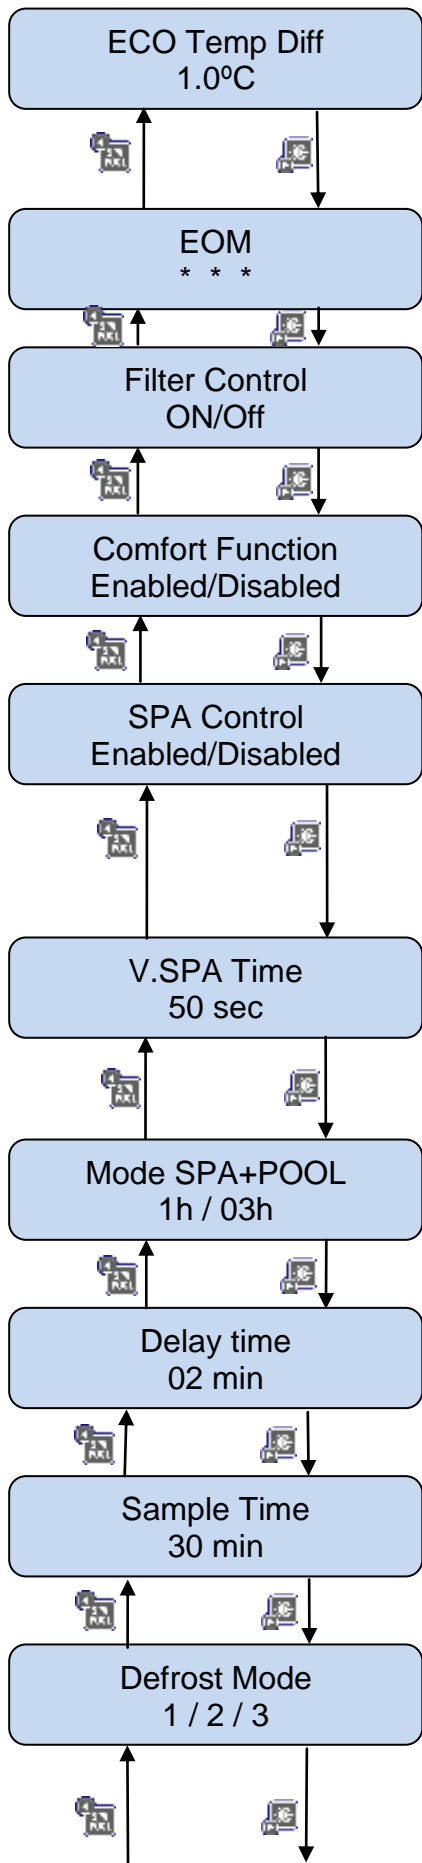 ECO Temp Diff
1.0ºC
EOM
* * *
Filter Control
ON/Off
Comfort Function
Enabled/Disabled
SPA Control
Enabled/Disabled
V.SPA Time
50 sec
Mode SPA+POOL
1h / 03h
Delay time
02 min
Sample Time
30 min
Defrost Mode
1 / 2 / 3